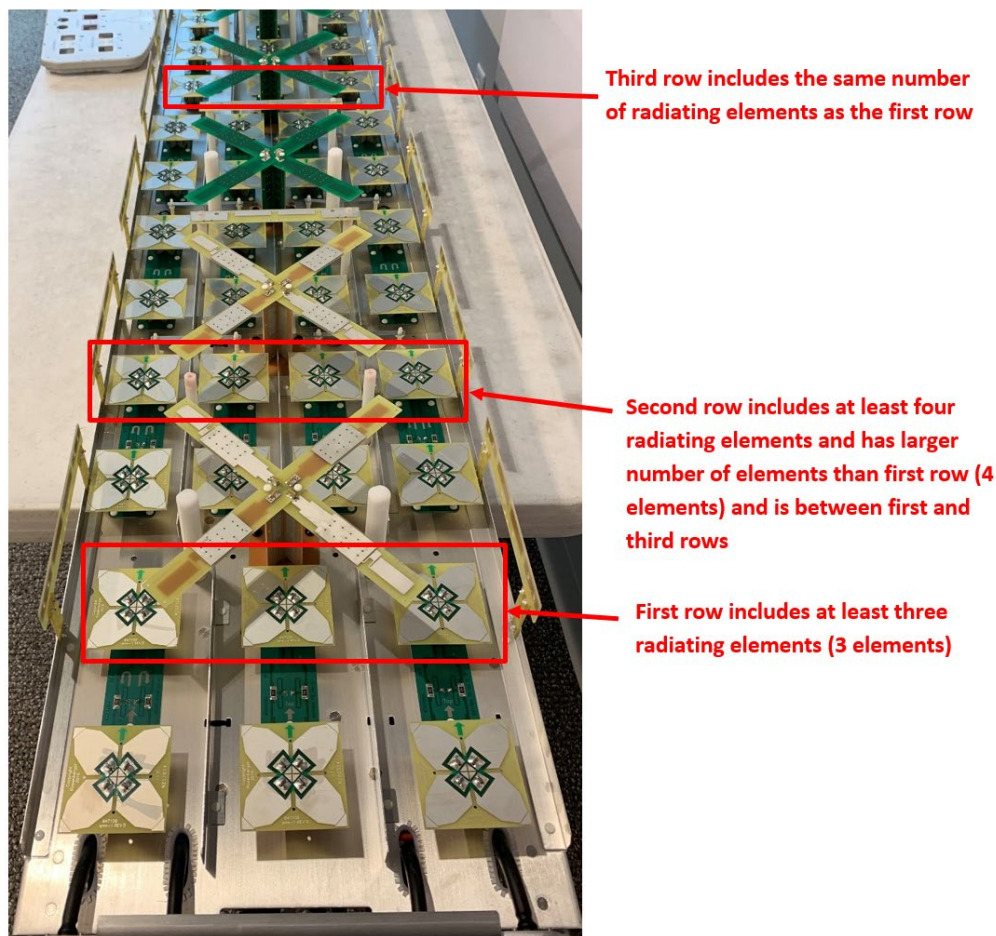 Third row includes the same number
of radiating elements as the first row
Second row includes at least four
radiating elements and has larger
number of elements than first row (4
elements) and is between first and
third rows
First row includes at least three
radiating elements (3 elements)